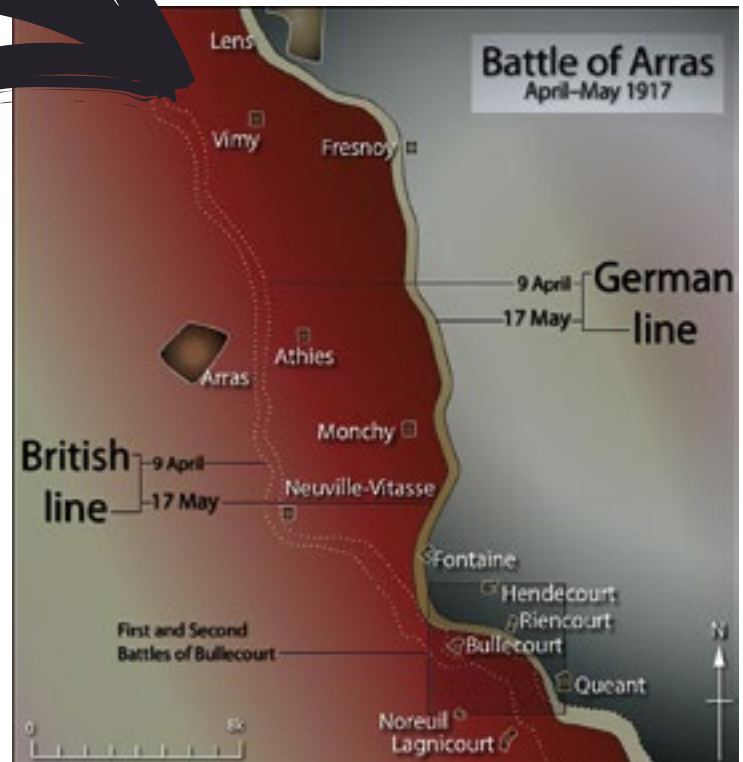 Lens
Battle of Arras
April–May 1917
Vimy
Fresnoy
9 April
German
17 May
line
Athies
Arras
Monchy
British
9 April
Neuville-Vitasse
line
17 May
Fontaine
Hendecourt
Riencourt
First and Second
Battles of Bullecourt
Bullecourt
Queant
N
Noreuil
Lagnicourt
0
8k